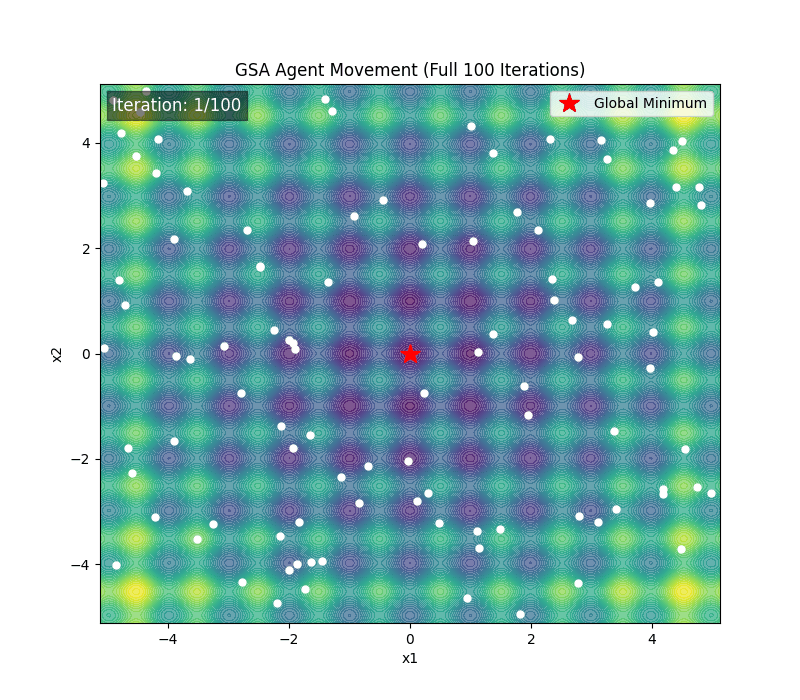 GSA Agent Movement (Full 100 Iterations)
Iteration: 1/100
Global Minimum
4
2
0
−2
−4
x2
−4 −2 0 2 4
x1